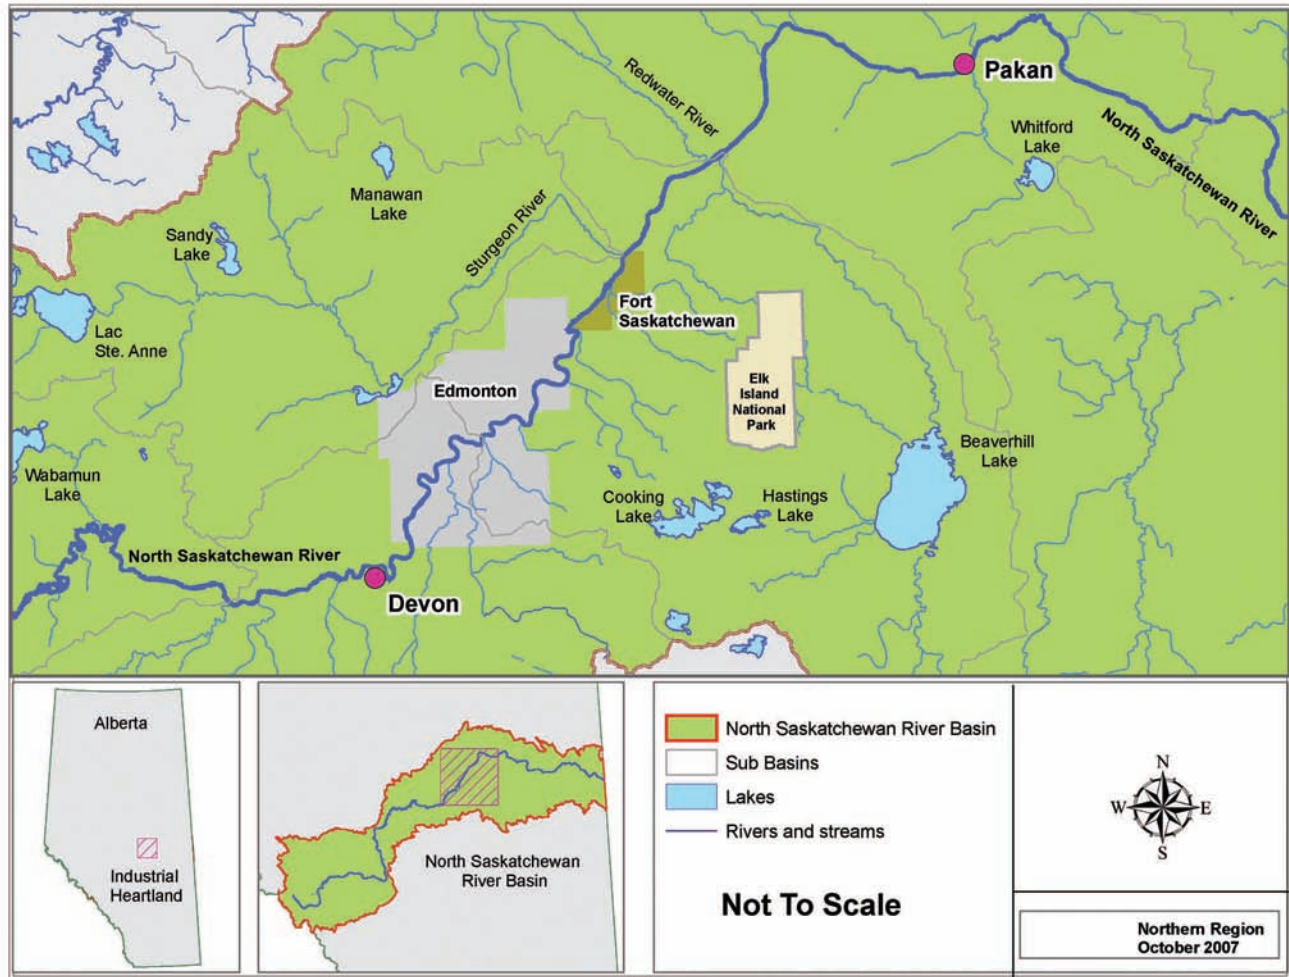 Redwater River
Pakan
North Saskatchewan River
Whitford
Lake
Manawan
Lake
Sturgeon River
Sandy
Lake
Fort
Saskatchewan
Lac
Ste. Anne
Edmonton
Elk
Island
National
Park
Beaverhill
Lake
Wabamun
Lake
Cooking
Lake
Hastings
Lake
North Saskatchewan River
Devon
Alberta
Industrial
Heartland
North Saskatchewan
River Basin
North Saskatchewan River Basin
Sub Basins
Lakes
Rivers and streams
Not To Scale
N
W
E
S
Northern Region
October 2007